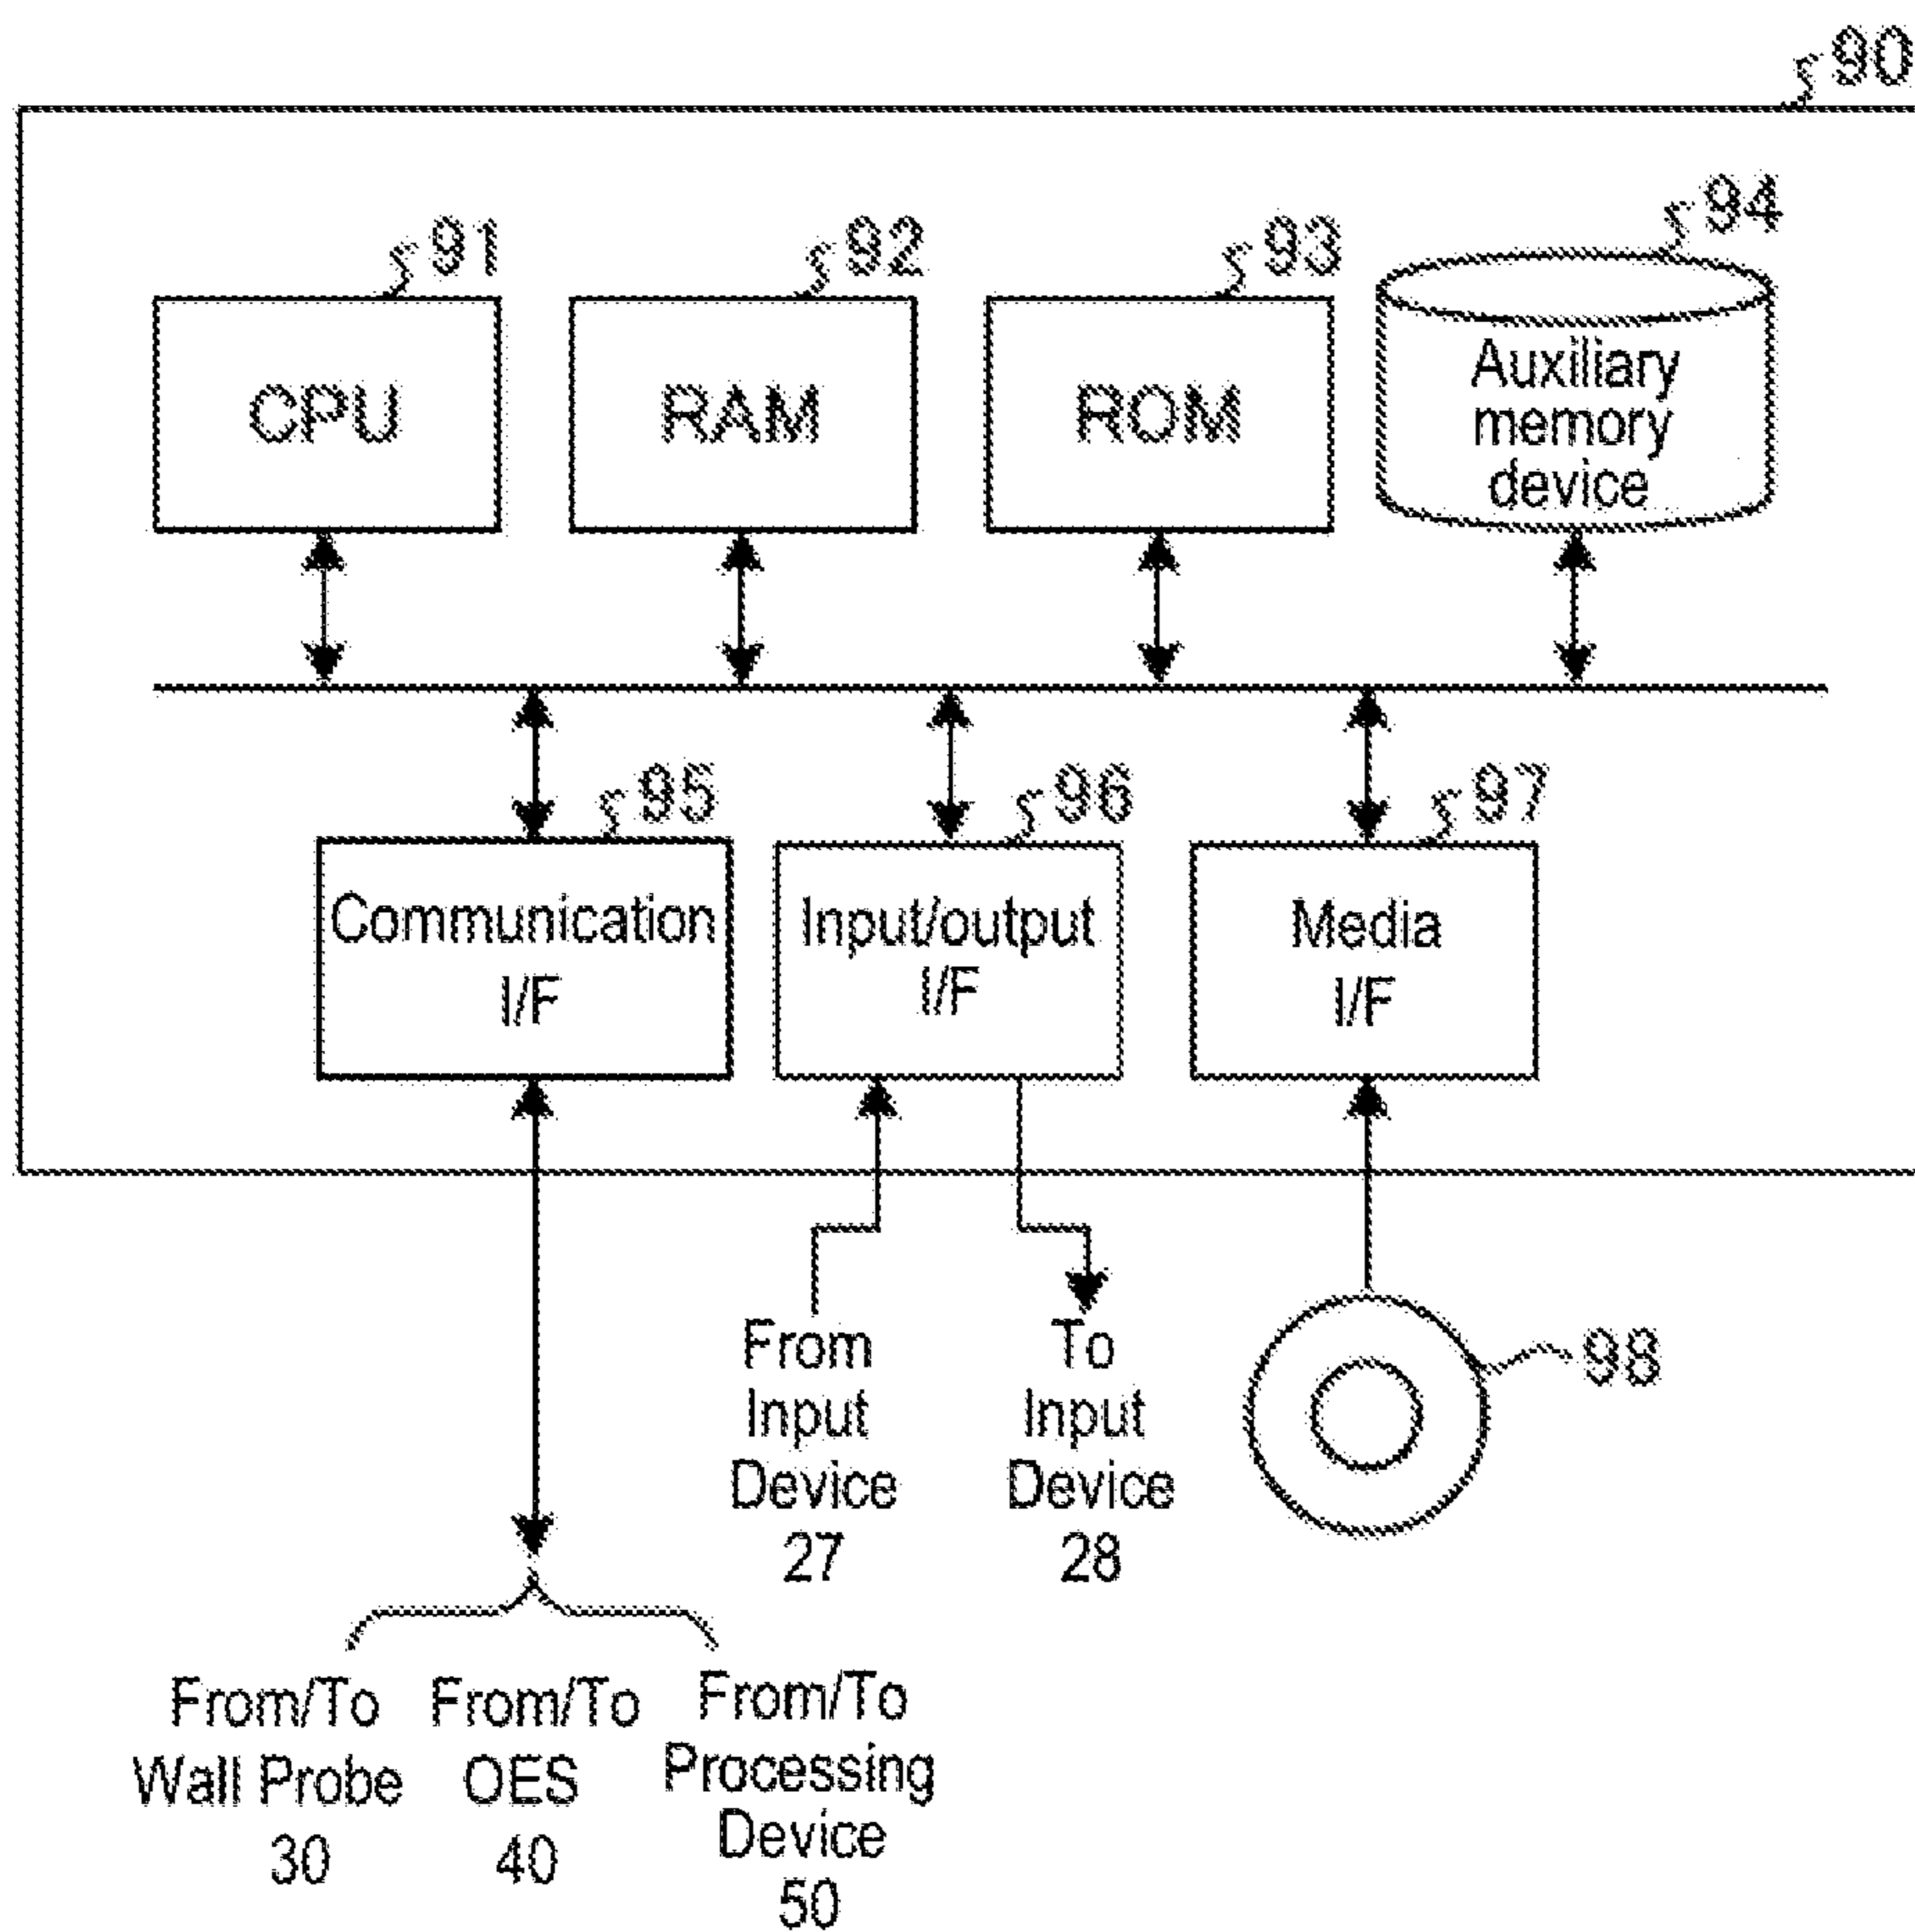 90
91
92
93
94
CPU
RAM
ROM
Auxiliary
memory
device
95
96
97
Communication
I/F
Input/output
I/F
Media
I/F
From
Input
Device
27
To
Input
Device
28
98
From/To
Wall Probe
30
From/To
OES
40
From/To
Processing
Device
50